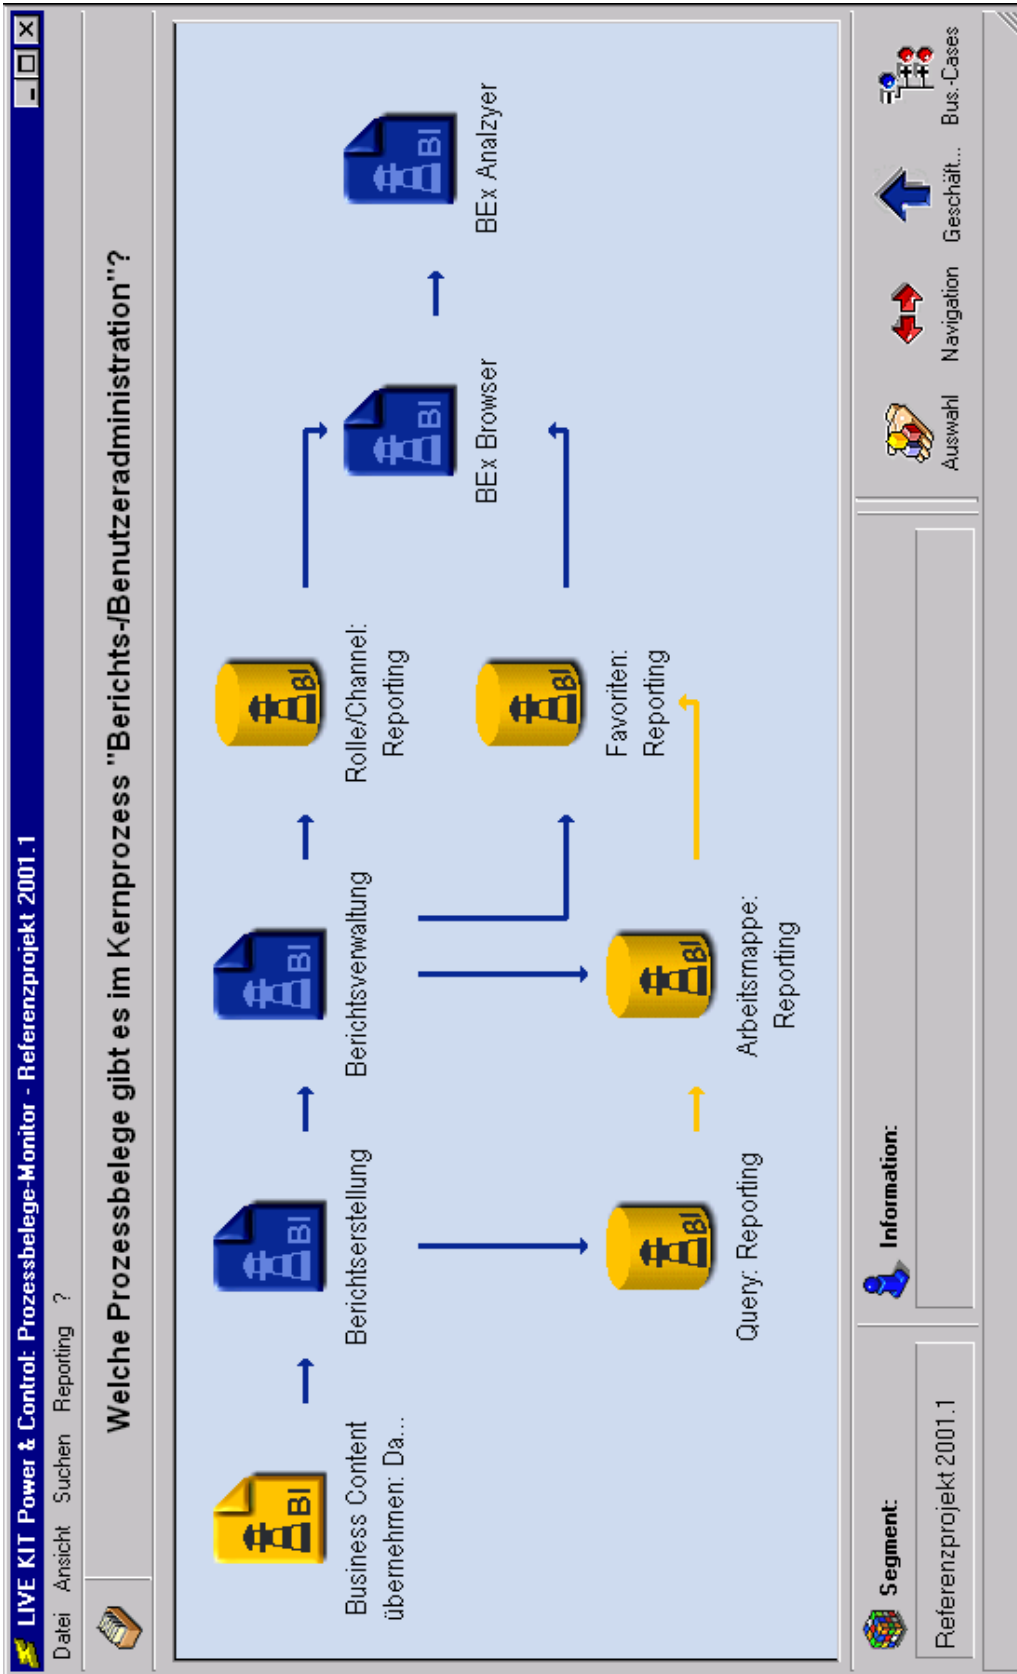 LIVE KIT Power & Control: Prozessbelege-Monitor - Referenzprojekt 2001.1
Datei Ansicht Suchen Reporting ?
Welche Prozessbelege gibt es im Kernprozess "Berichts-/Benutzeradministration"?
BI
Business Content
übernehmen: Da...
BI
Berichtserstellung
BI
Berichtsverwaltung
BI
Rolle/Channel:
Reporting
BI
BEx Browser
BI
BEx Analzyer
BI
Query: Reporting
BI
Arbeitsmappe:
Reporting
BI
Favoriten:
Reporting
Segment:
Referenzprojekt 2001.1
Information:
Auswahl
Navigation
Geschäft...
Bus.-Cases